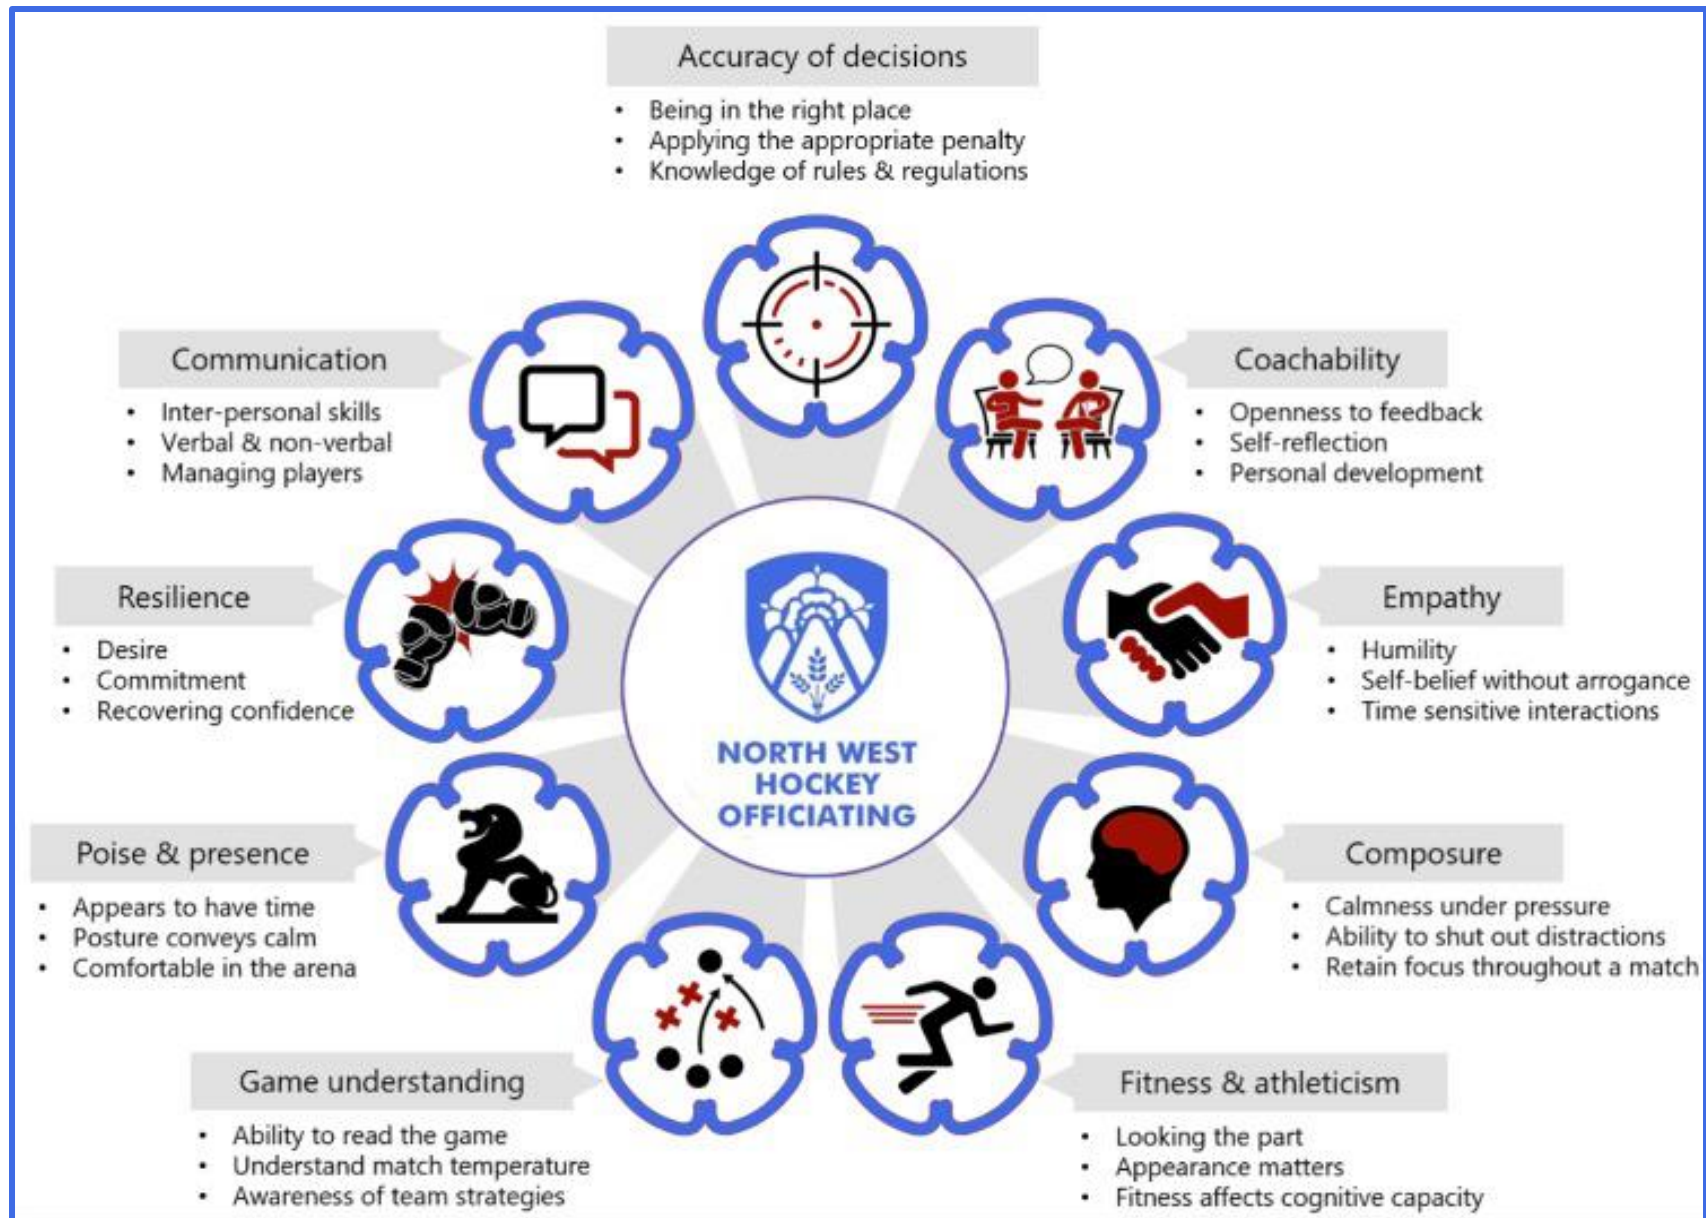 Accuracy of decisions
• Being in the right place
• Applying the appropriate penalty
• Knowledge of rules & regulations
Communication
• Inter-personal skills
• Verbal & non-verbal
• Managing players
Coachability
• Openness to feedback
• Self-reflection
• Personal development
Resilience
• Desire
• Commitment
• Recovering confidence
Empathy
• Humility
• Self-belief without arrogance
• Time sensitive interactions
NORTH WEST
HOCKEY
OFFICIATING
Poise & presence
• Appears to have time
• Posture conveys calm
• Comfortable in the arena
Composure
• Calmness under pressure
• Ability to shut out distractions
• Retain focus throughout a match
Game understanding
• Ability to read the game
• Understand match temperature
• Awareness of team strategies
Fitness & athleticism
• Looking the part
• Appearance matters
• Fitness affects cognitive capacity